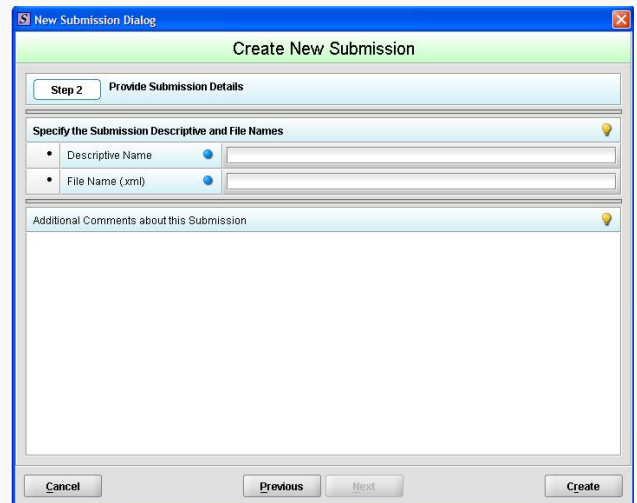 S New Submission Dialog
Create New Submission
Step 2 Provide Submission Details
Specify the Submission Descriptive and File Names
• Descriptive Name
• File Name (.xml)
Additional Comments about this Submission
Cancel Previous Next Create